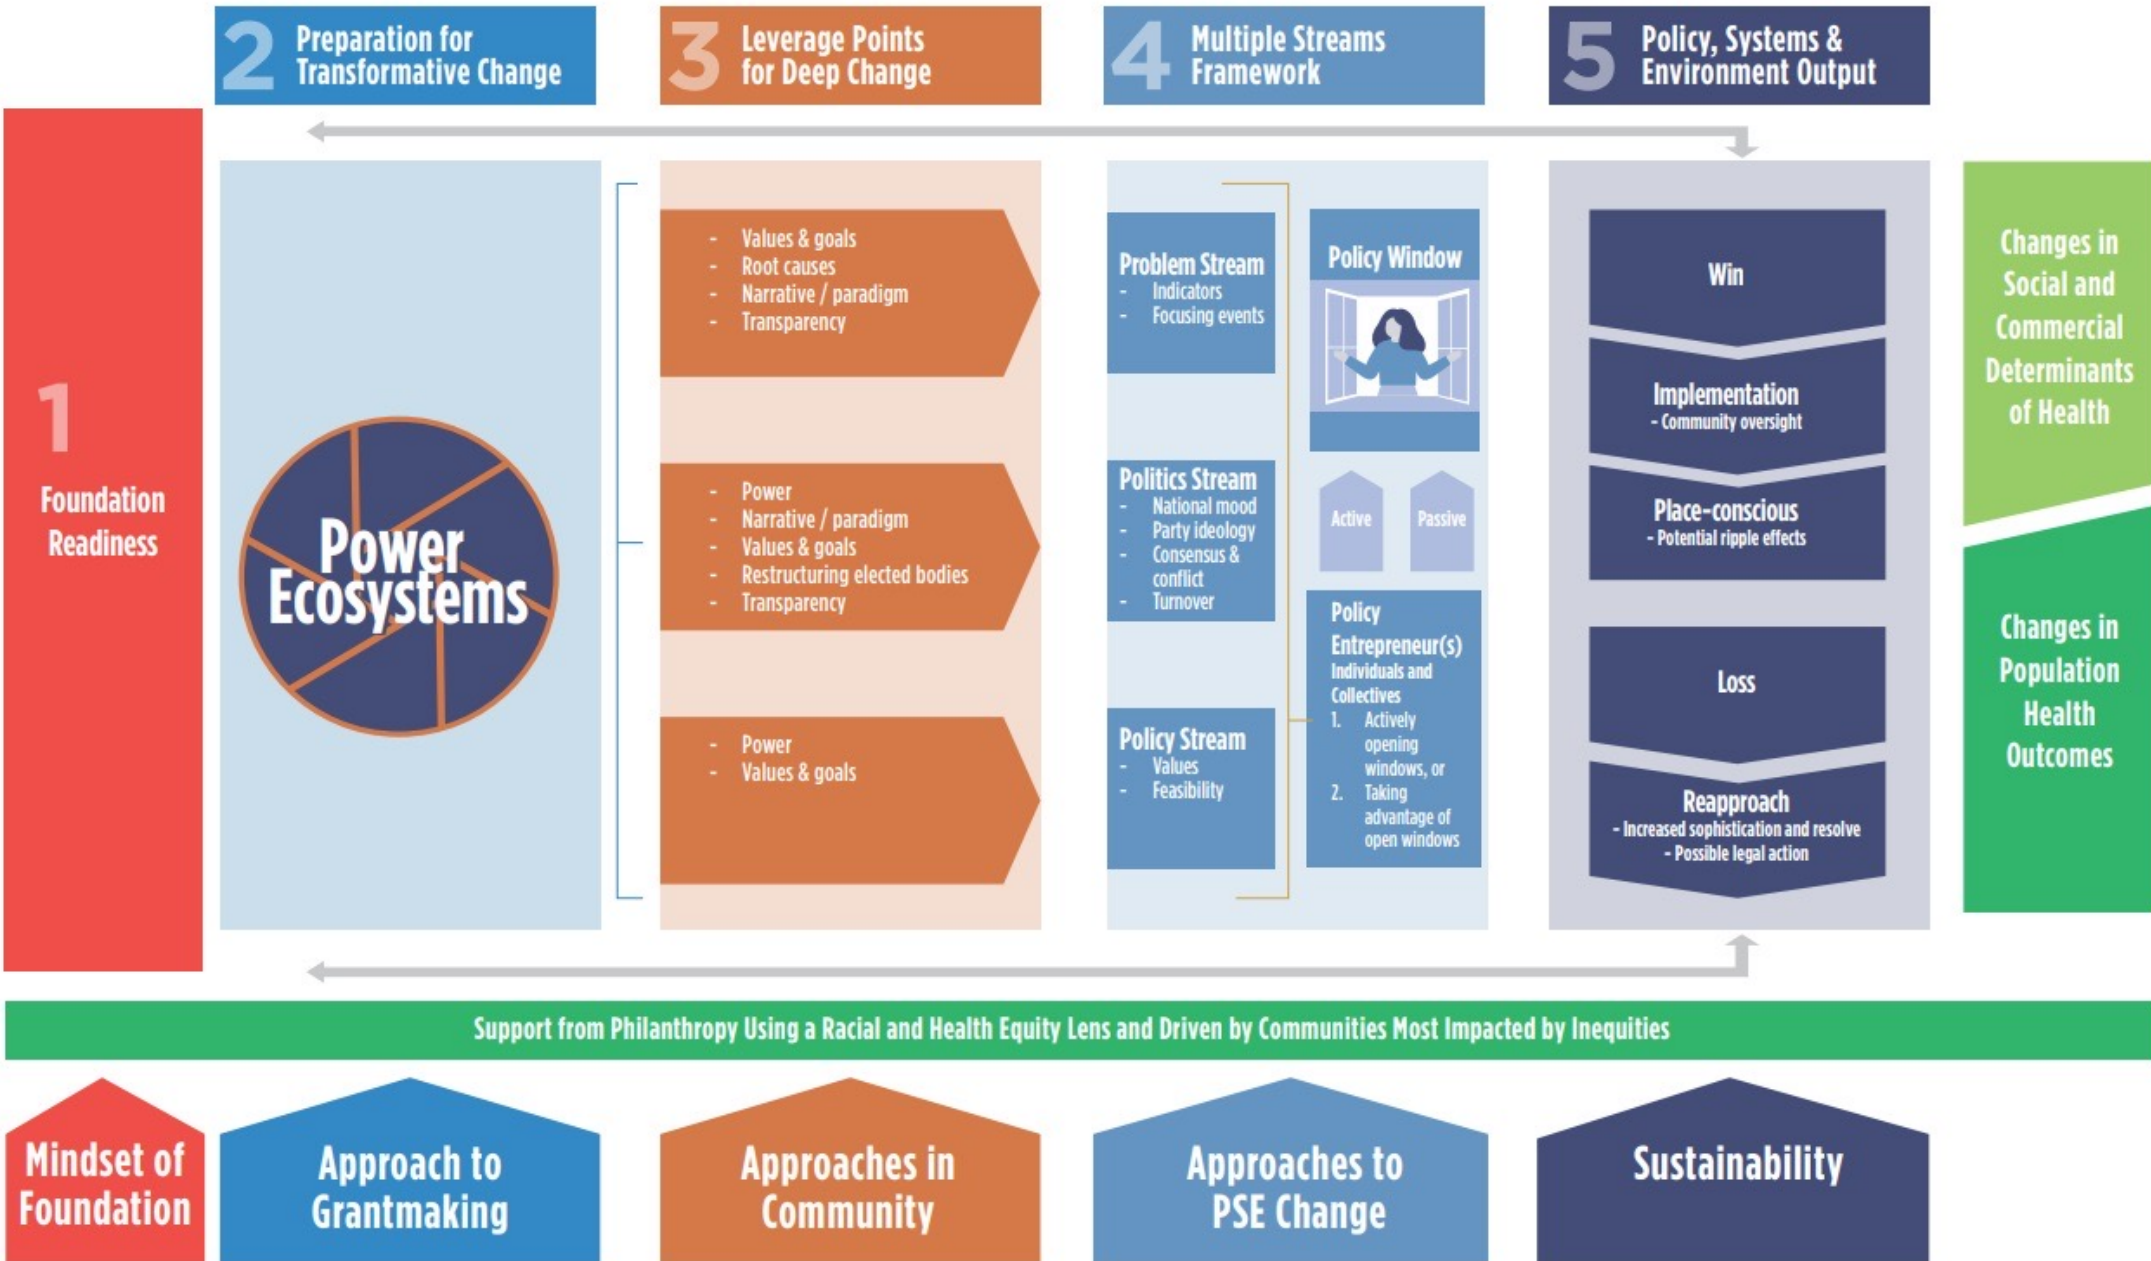 2
Preparation for
Transformative Change
3
Leverage Points
for Deep Change
4
Multiple Streams
Framework
5
Policy, Systems &
Environment Output
1
Foundation
Readiness
Power
Ecosystems
- Values & goals
- Root causes
- Narrative / paradigm
- Transparency
- Power
- Narrative / paradigm
- Values & goals
- Restructuring elected bodies
- Transparency
- Power
- Values & goals
Problem Stream
- Indicators
- Focusing events
Politics Stream
- National mood
- Party ideology
- Consensus &
conflict
- Turnover
Policy Stream
- Values
- Feasibility
Policy Window
Active
Passive
Policy
Entrepreneur(s)
Individuals and
Collectives
1. Actively
opening
windows, or
2. Taking
advantage of
open windows
Win
Implementation
- Community oversight
Place-conscious
- Potential ripple effects
Loss
Reapproach
- Increased sophistication and resolve
- Possible legal action
Changes in
Social and
Commercial
Determinants
of Health
Changes in
Population
Health
Outcomes
Support from Philanthropy Using a Racial and Health Equity Lens and Driven by Communities Most Impacted by Inequities
Mindset of
Foundation
Approach to
Grantmaking
Approaches in
Community
Approaches to
PSE Change
Sustainability